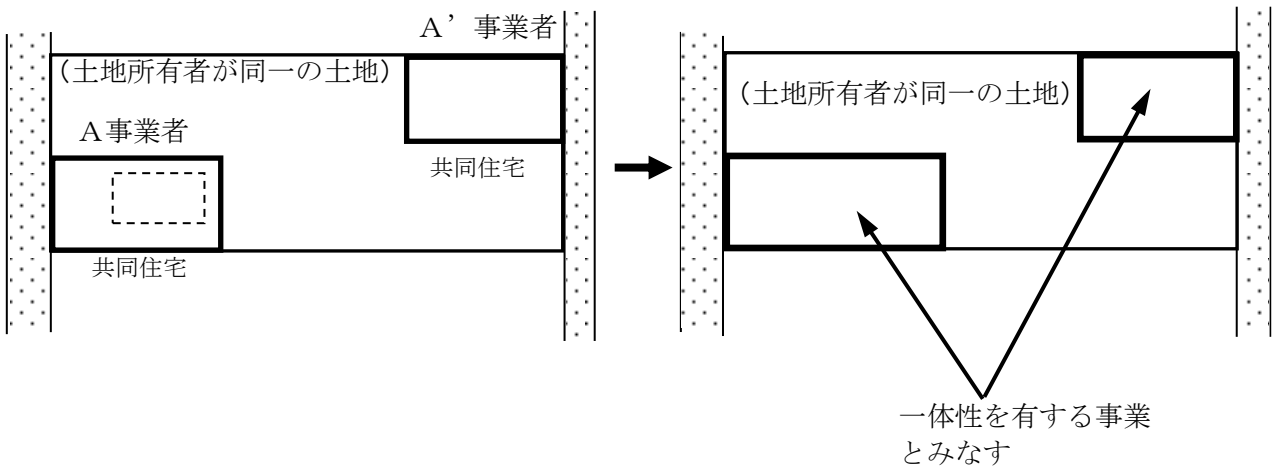 A’事業者
(土地所有者が同一の土地)
A事業者
共同住宅
共同住宅
(土地所有者が同一の土地)
一体性を有する事業
とみなす